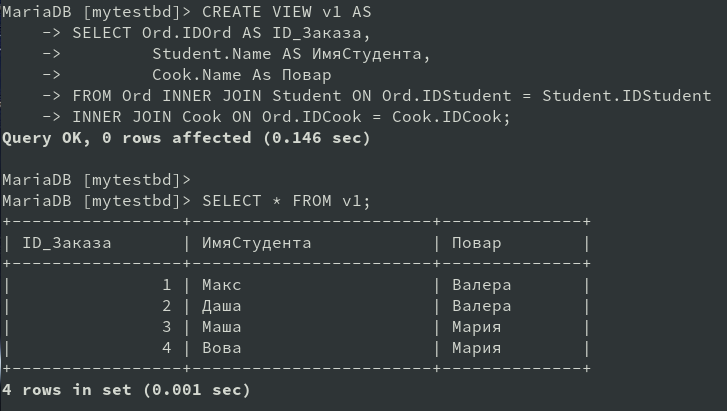 MariaDB [mytestbd]> CREATE VIEW v1 AS
    -> SELECT Ord.IDOrd AS ID_Заказа,
    ->         Student.Name AS ИмяСтудента,
    ->         Cook.Name As Повар
    -> FROM Ord INNER JOIN Student ON Ord.IDStudent = Student.IDStudent
    -> INNER JOIN Cook ON Ord.IDCook = Cook.IDCook;
Query OK, 0 rows affected (0.146 sec)
MariaDB [mytestbd]>
MariaDB [mytestbd]> SELECT * FROM v1;
+-----------------+------------------------+--------------+
| ID_Заказа       | ИмяСтудента            | Повар        |
+-----------------+------------------------+--------------+
|               1 | Макс                   | Валера       |
|               2 | Даша                   | Валера       |
|               3 | Маша                   | Мария        |
|               4 | Вова                   | Мария        |
+-----------------+------------------------+--------------+
4 rows in set (0.001 sec)